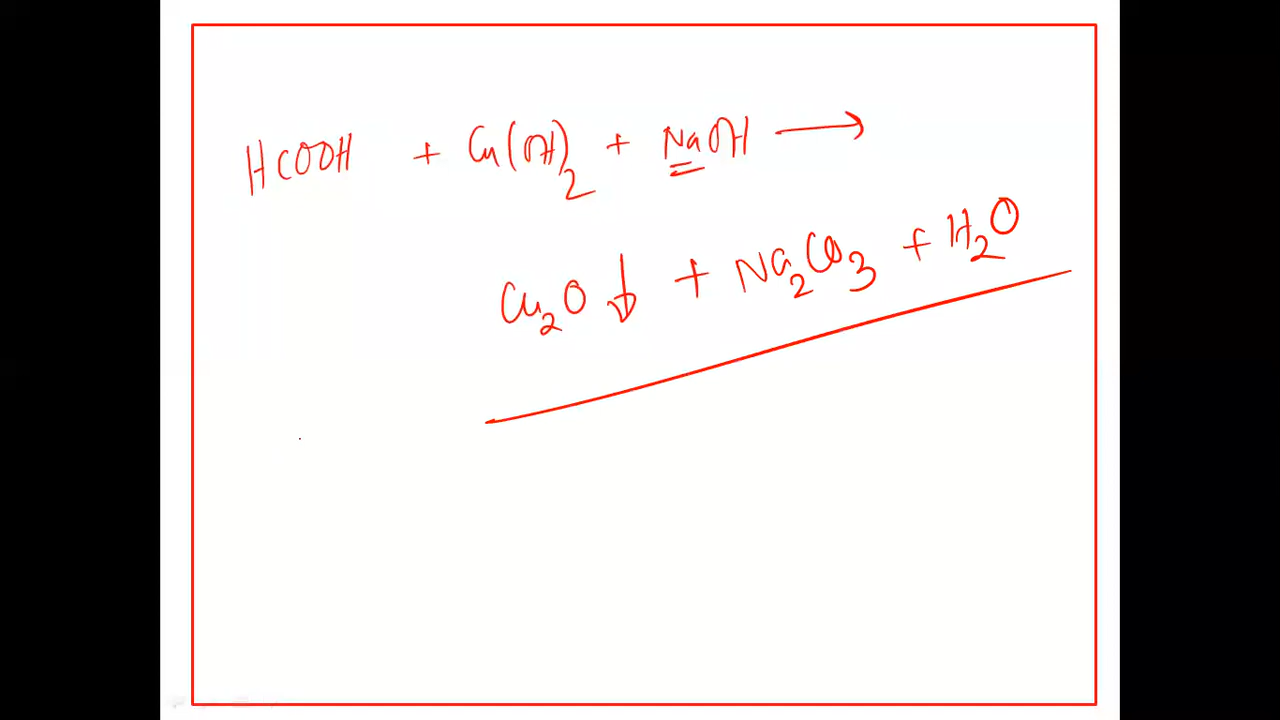 HCOOH + Cu(OH)2 + NaOH →
Cu2O ↓ + Na2CO3 + H2O